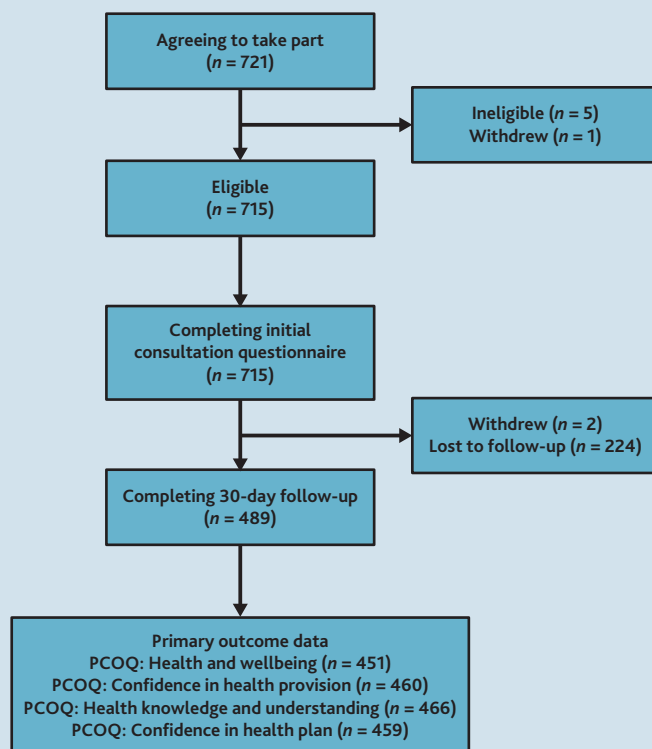 Agreeing to take part
(n = 721)
Ineligible (n = 5)
Withdrew (n = 1)
Eligible
(n = 715)
Completing initial
consultation questionnaire
(n = 715)
Withdrew (n = 2)
Lost to follow-up (n = 224)
Completing 30-day follow-up
(n = 489)
Primary outcome data
PCOQ: Health and wellbeing (n = 451)
PCOQ: Confidence in health provision (n = 460)
PCOQ: Health knowledge and understanding (n = 466)
PCOQ: Confidence in health plan (n = 459)